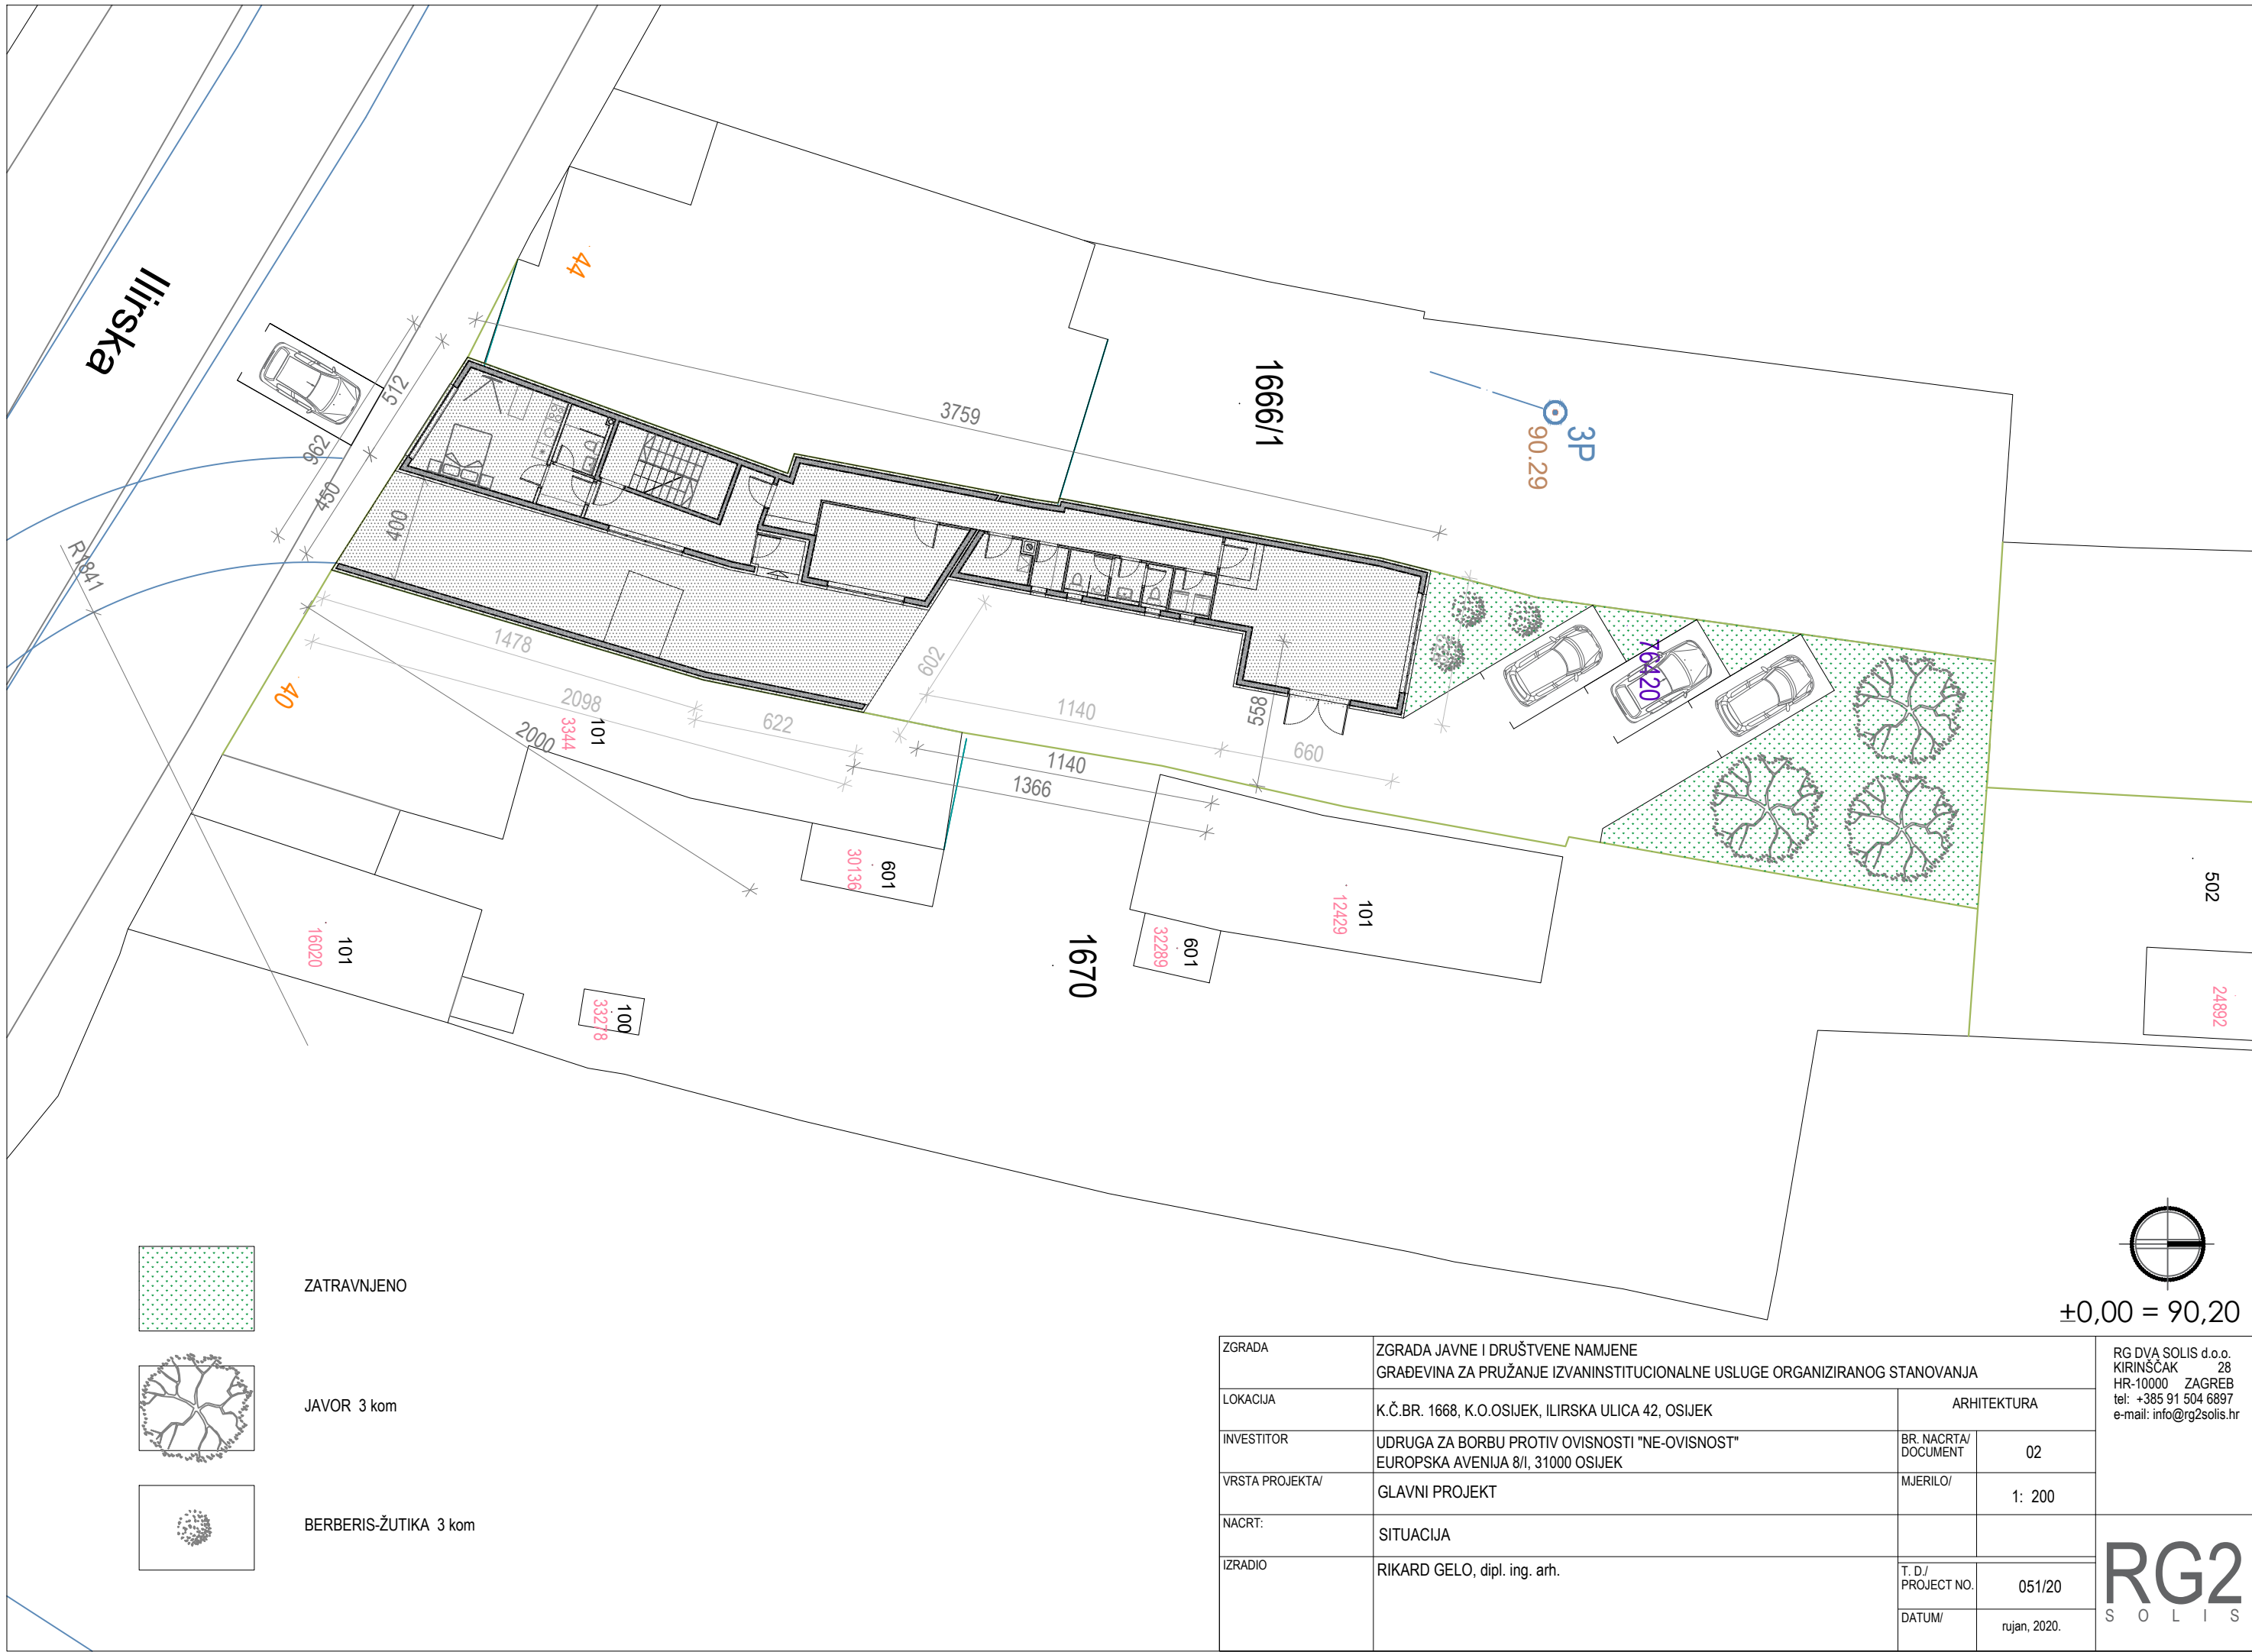 Ilirska
44
512
962
450
400
R1841
3759
1666/1
3P
90.29
76420
40
1478
2098
622
2000
602
1140
660
558
1140
1366
101
3344
601
30136
101
12429
601
32289
1670
101
16020
100
33278
502
24892
ZATRAVNJENO
JAVOR 3 kom
BERBERIS-ŽUTIKA 3 kom
±0,00 = 90,20
ZGRADA
ZGRADA JAVNE I DRUŠTVENE NAMJENE
GRAĐEVINA ZA PRUŽANJE IZVANINSTITUCIONALNE USLUGE ORGANIZIRANOG STANOVANJA
LOKACIJA
K.Č.BR. 1668, K.O.OSIJEK, ILIRSKA ULICA 42, OSIJEK
ARHITEKTURA
INVESTITOR
UDRUGA ZA BORBU PROTIV OVISNOSTI "NE-OVISNOST"
EUROPSKA AVENIJA 8/I, 31000 OSIJEK
BR. NACRTA/
DOCUMENT
02
VRSTA PROJEKTA/
GLAVNI PROJEKT
MJERILO/
1: 200
NACRT:
SITUACIJA
IZRADIO
RIKARD GELO, dipl. ing. arh.
T. D./
PROJECT NO.
051/20
DATUM/
rujan, 2020.
RG DVA SOLIS d.o.o.
KIRINŠČAK 28
HR-10000 ZAGREB
tel: +385 91 504 6897
e-mail: info@rg2solis.hr
RG2
SOLIS